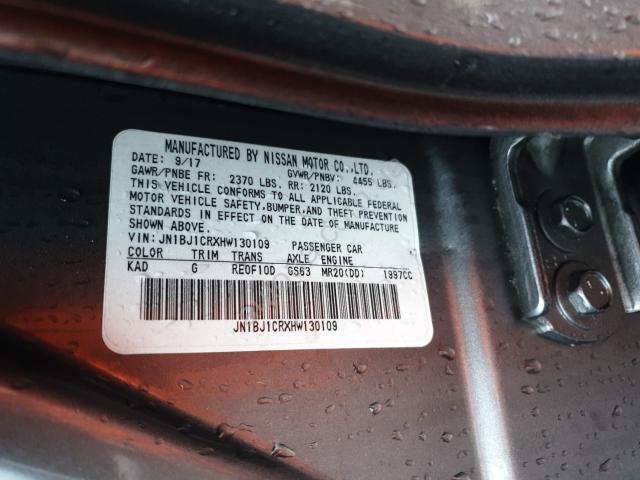 MANUFACTURED BY NISSAN MOTOR CO.,LTD.
DATE: 9/17 GVWR/PNBV: 4455 LBS.
GAWR/PNBE FR: 2370 LBS. RR: 2120 LBS.
THIS VEHICLE CONFORMS TO ALL APPLICABLE FEDERAL
MOTOR VEHICLE SAFETY, BUMPER, AND THEFT PREVENTION
STANDARDS IN EFFECT ON THE DATE OF MANUFACTURE
SHOWN ABOVE.
VIN: JN1BJ1CRXHW130109 PASSENGER CAR
COLOR TRIM TRANS AXLE ENGINE
KAD G RE0F10D GS63 MR20(DD) 1997CC
JN1BJ1CRXHW130109